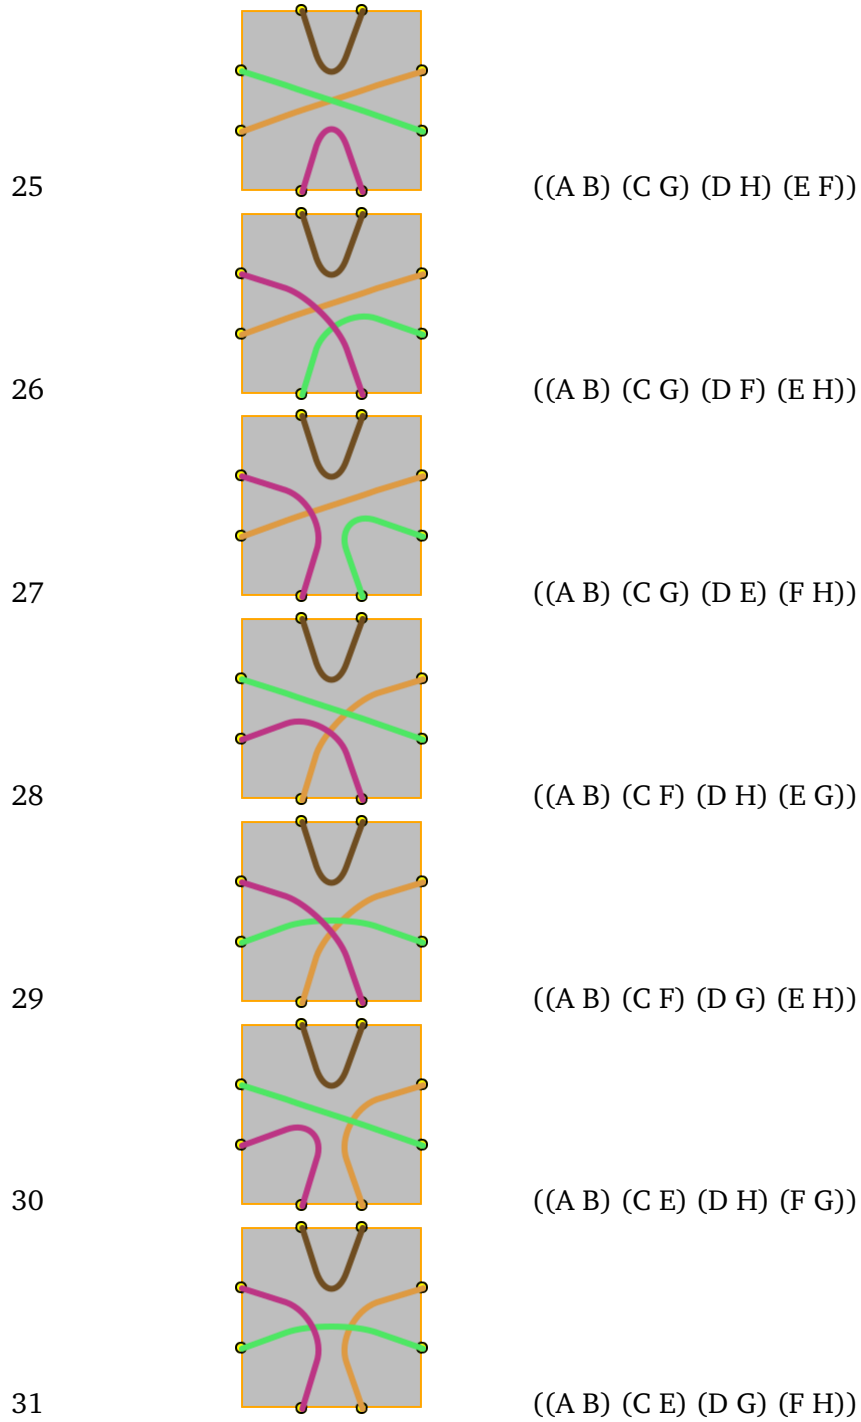 25 ((A B) (C G) (D H) (E F))
26 ((A B) (C G) (D F) (E H))
27 ((A B) (C G) (D E) (F H))
28 ((A B) (C F) (D H) (E G))
29 ((A B) (C F) (D G) (E H))
30 ((A B) (C E) (D H) (F G))
31 ((A B) (C E) (D G) (F H))